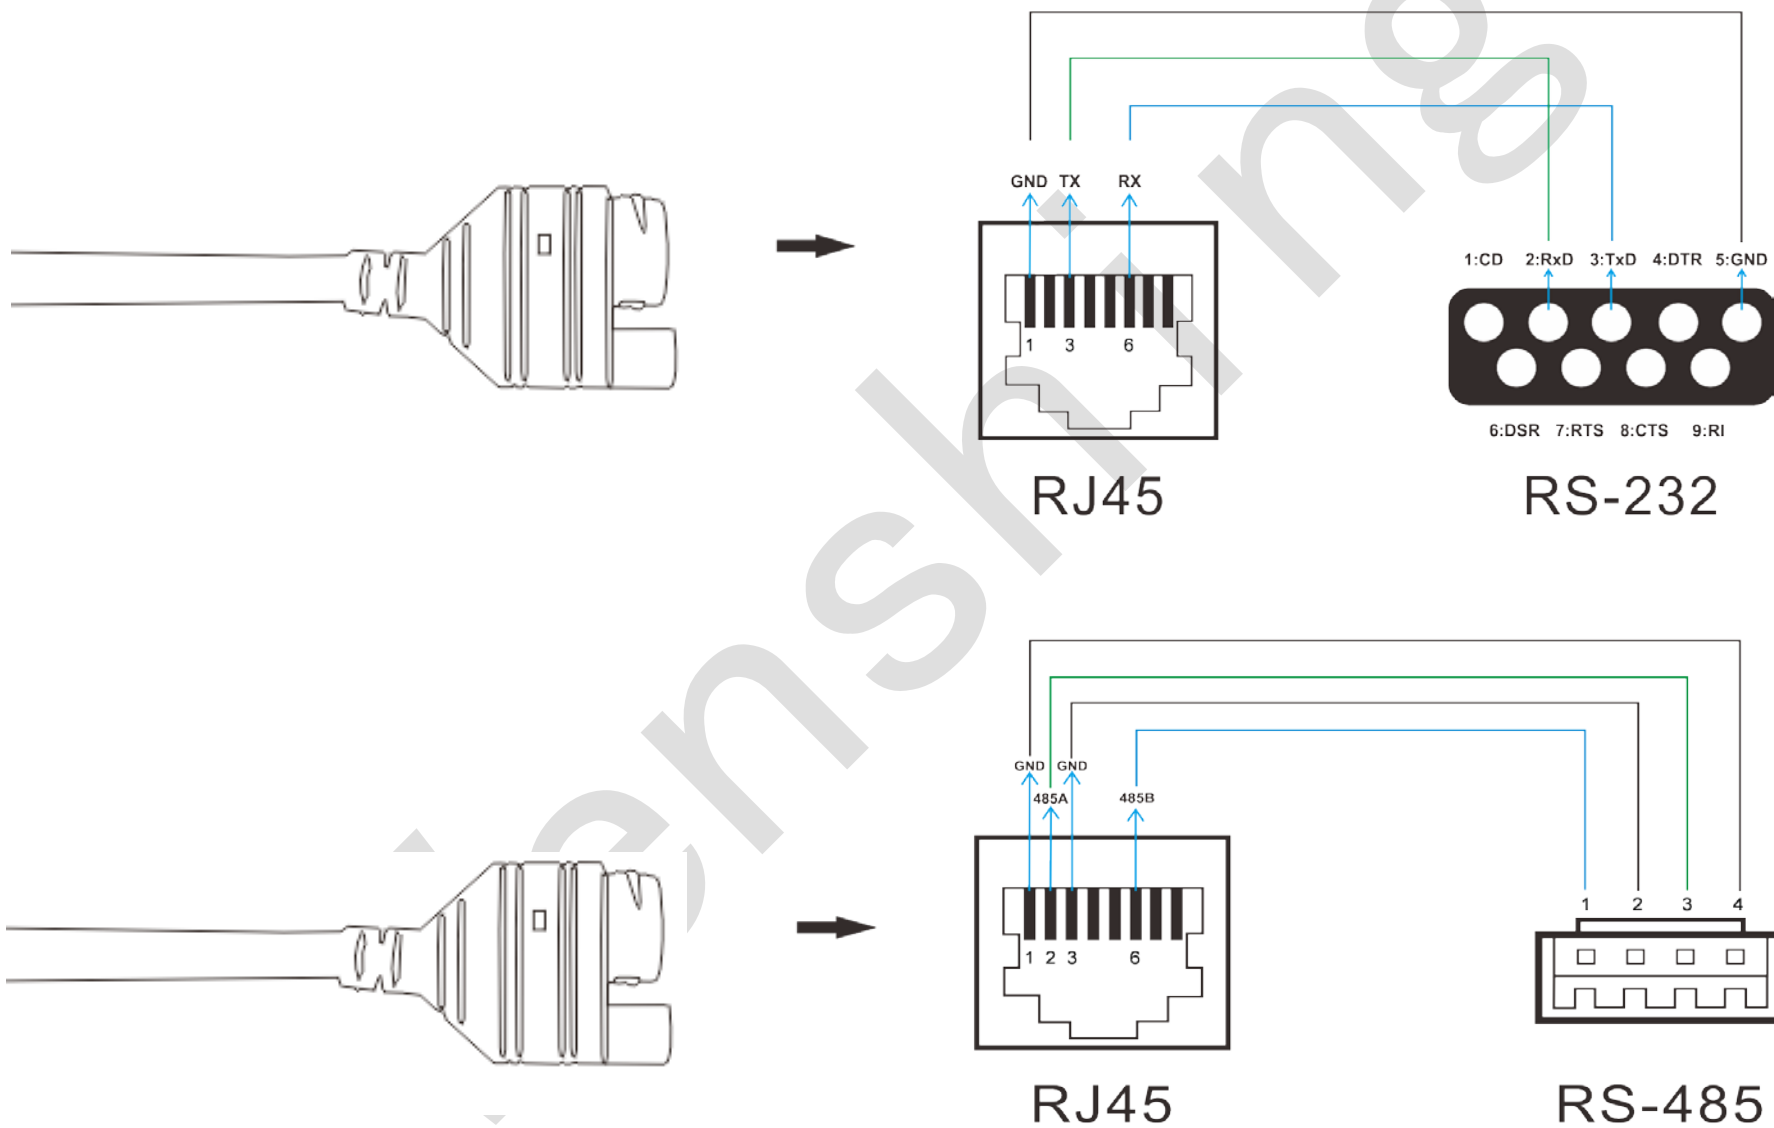 GND TX RX
1:CD 2:RxD 3:TxD 4:DTR 5:GND
1 3 6
6:DSR 7:RTS 8:CTS 9:RI
RJ45 RS-232
GND GND
485A 485B
1 2 3 4
1 2 3 6
RJ45 RS-485
enshing